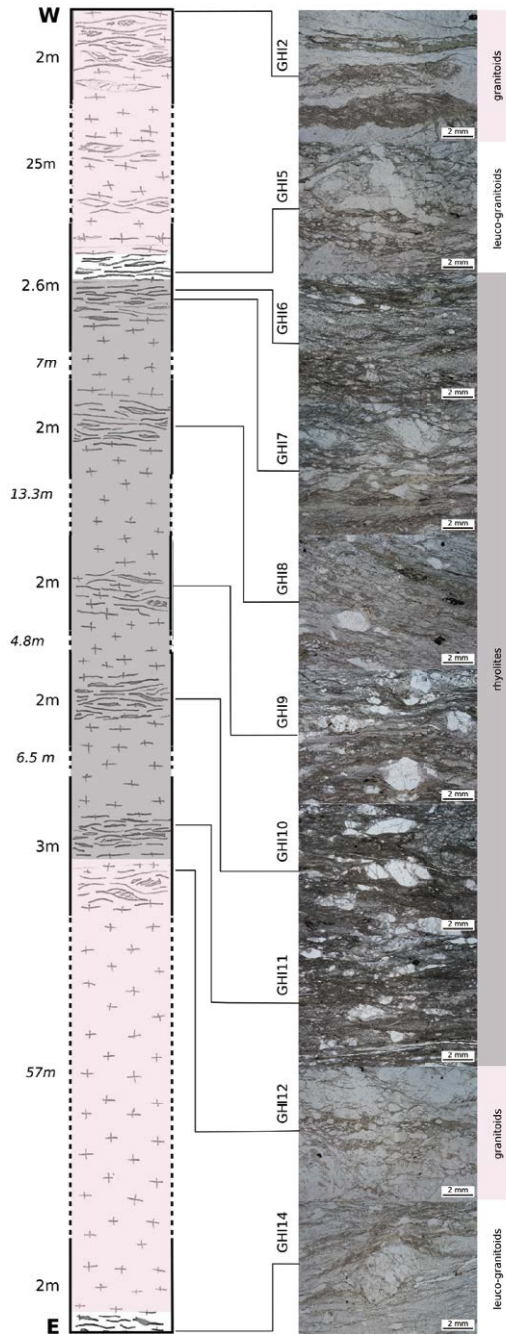 W
2m
25m
2.6m
7m
2m
13.3m
2m
4.8m
2m
6.5 m
3m
57m
2m
E
GHI2
GHI5
GHI6
GHI7
GHI8
GHI9
GHI10
GHI11
GHI12
GHI14
2 mm
2 mm
2 mm
2 mm
2 mm
2 mm
2 mm
2 mm
2 mm
2 mm
granitoids
leuco-granitoids
rhyolites
granitoids
leuco-granitoids